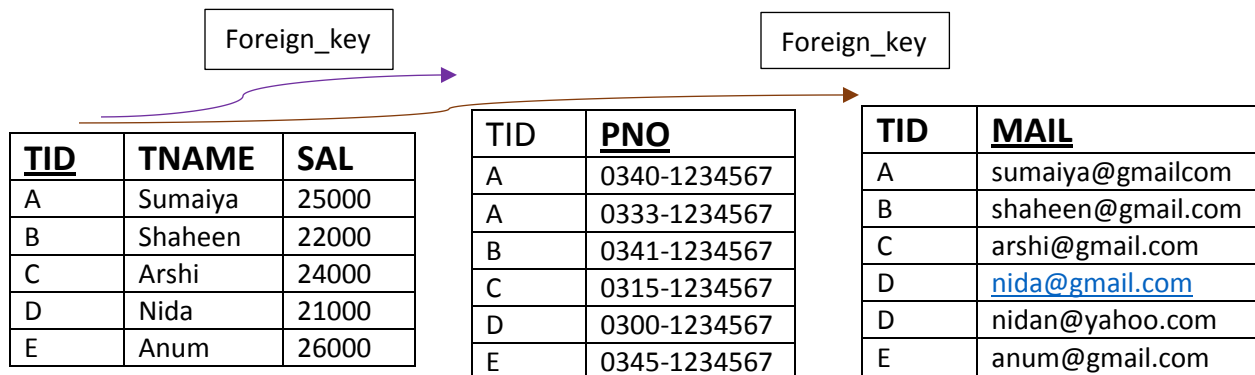 Foreign_key
Foreign_key
TID TNAME SAL
A Sumaiya 25000
B Shaheen 22000
C Arshi 24000
D Nida 21000
E Anum 26000
TID PNO
A 0340-1234567
A 0333-1234567
B 0341-1234567
C 0315-1234567
D 0300-1234567
E 0345-1234567
TID MAIL
A sumaiya@gmailcom
B shaheen@gmail.com
C arshi@gmail.com
D nida@gmail.com
D nidan@yahoo.com
E anum@gmail.com